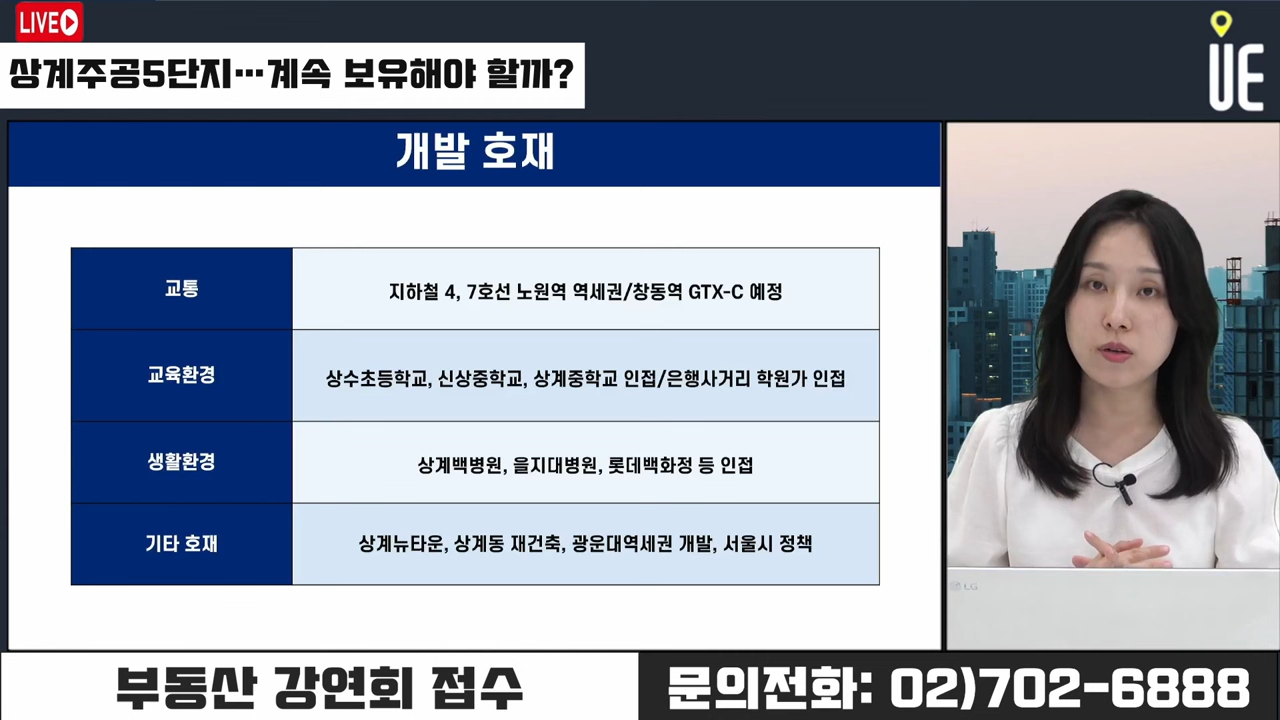 LIVE
상계주공5단지…계속 보유해야 할까?
UE
개발 호재
교통
지하철 4, 7호선 노원역 역세권/창동역 GTX-C 예정
교육환경
상수초등학교, 신상중학교, 상계중학교 인접/은행사거리 학원가 인접
생활환경
상계백병원, 을지대병원, 롯데백화정 등 인접
기타 호재
상계뉴타운, 상계동 재건축, 광운대역세권 개발, 서울시 정책
LG
부동산 강연회 접수
문의전화: 02)702-6888